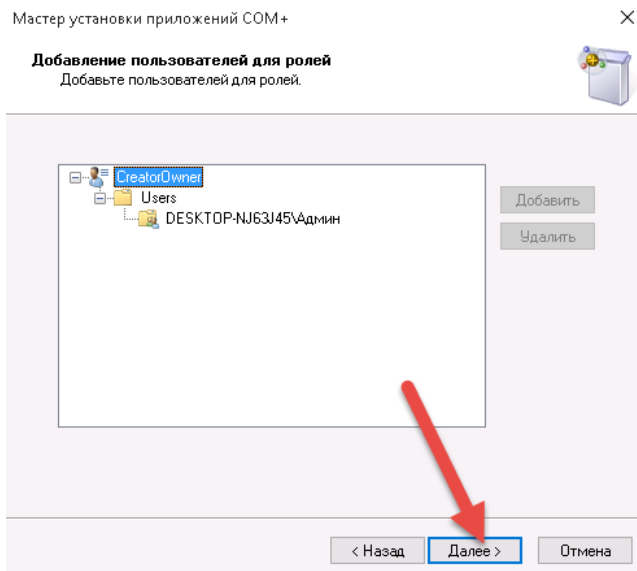 Мастер установки приложений COM+
Добавление пользователей для ролей
Добавьте пользователей для ролей.
CreatorOwner
Users
DESKTOP-NJ63J45\Админ
Добавить
Удалить
< Назад
Далее >
Отмена